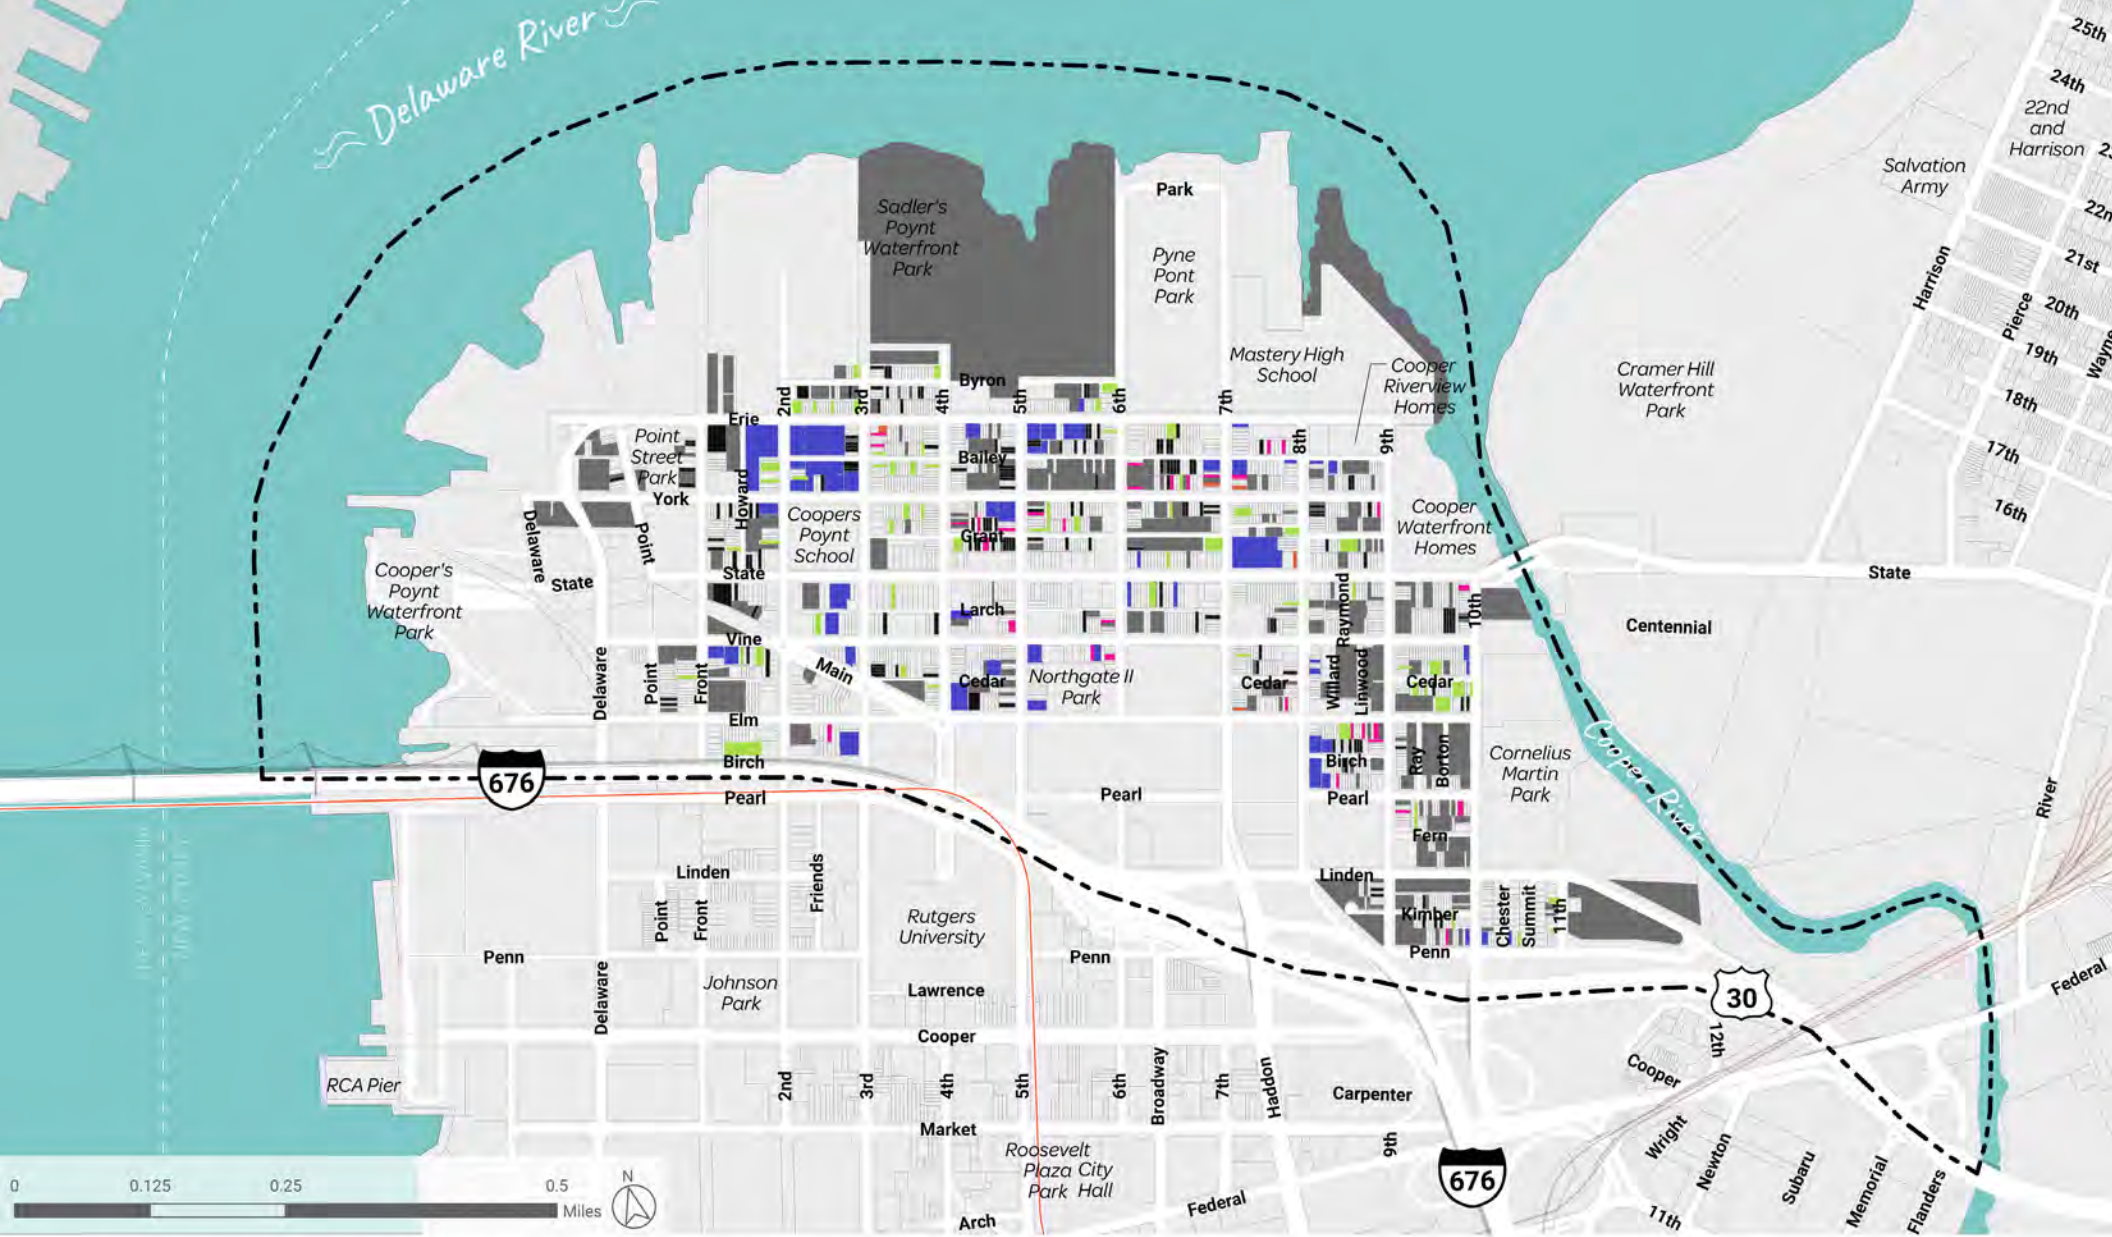 Delaware River
25th
24th
22nd
and
Harrison
Salvation
Army
22n
Park
Sadler's
Poynt
Waterfront
Park
Pyne
Pont
Park
21st
Harrison
Pierce
20th
19th
Wayne
18th
17th
16th
Mastery High
School
Cooper
Riverview
Homes
Cramer Hill
Waterfront
Park
Byron
2nd
3rd
4th
5th
6th
7th
8th
9th
Erie
Point
Street
Park
Bailey
York
Howard
Delaware
Point
Coopers
Poynt
School
Grant
Cooper
Waterfront
Homes
State
State
State
Cooper's
Poynt
Waterfront
Park
Larch
Raymond
10th
Centennial
Vine
Main
Delaware
Point
Front
Cedar
Northgate II
Park
Cedar
Willard
Linwood
Cedar
Elm
Birch
Birch
Ray
Borton
Cornelius
Martin
Park
Cooper River
676
Pearl
Pearl
Pearl
River
Fern
Linden
Friends
Linden
Point
Front
Rutgers
University
Kimber
Chester
Summit
11th
Penn
Penn
Penn
Delaware
Johnson
Park
Lawrence
30
Federal
Cooper
12th
Cooper
RCA Pier
2nd
3rd
4th
5th
6th
Broadway
7th
Haddon
Carpenter
Market
9th
Wright
Newton
Subaru
Memorial
Flanders
Roosevelt
Plaza City
Park Hall
676
Federal
11th
Arch
0 0.125 0.25 0.5
Miles
N